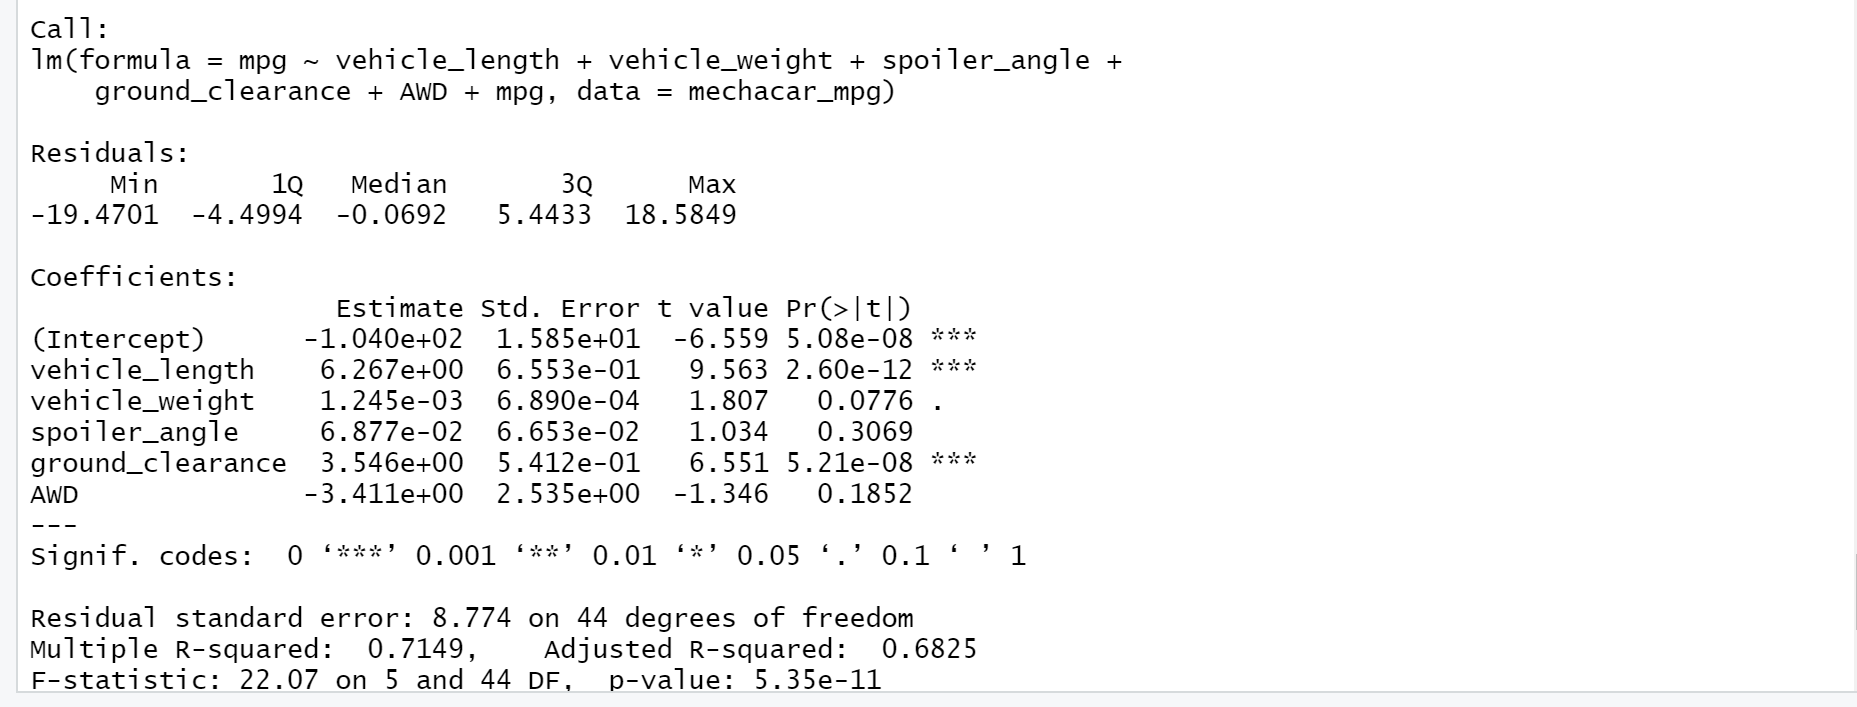 Call:
lm(formula = mpg ~ vehicle_length + vehicle_weight + spoiler_angle +
    ground_clearance + AWD + mpg, data = mechacar_mpg)

Residuals:
     Min       1Q   Median       3Q      Max
-19.4701  -4.4994  -0.0692   5.4433  18.5849

Coefficients:
                   Estimate Std. Error t value Pr(>|t|)
(Intercept)      -1.040e+02  1.585e+01  -6.559 5.08e-08 ***
vehicle_length    6.267e+00  6.553e-01   9.563 2.60e-12 ***
vehicle_weight    1.245e-03  6.890e-04   1.807   0.0776 .
spoiler_angle     6.877e-02  6.653e-02   1.034   0.3069
ground_clearance  3.546e+00  5.412e-01   6.551 5.21e-08 ***
AWD              -3.411e+00  2.535e+00  -1.346   0.1852
---
Signif. codes:  0 ‘***’ 0.001 ‘**’ 0.01 ‘*’ 0.05 ‘.’ 0.1 ‘ ’ 1

Residual standard error: 8.774 on 44 degrees of freedom
Multiple R-squared:  0.7149,    Adjusted R-squared:  0.6825
F-statistic: 22.07 on 5 and 44 DF,  p-value: 5.35e-11